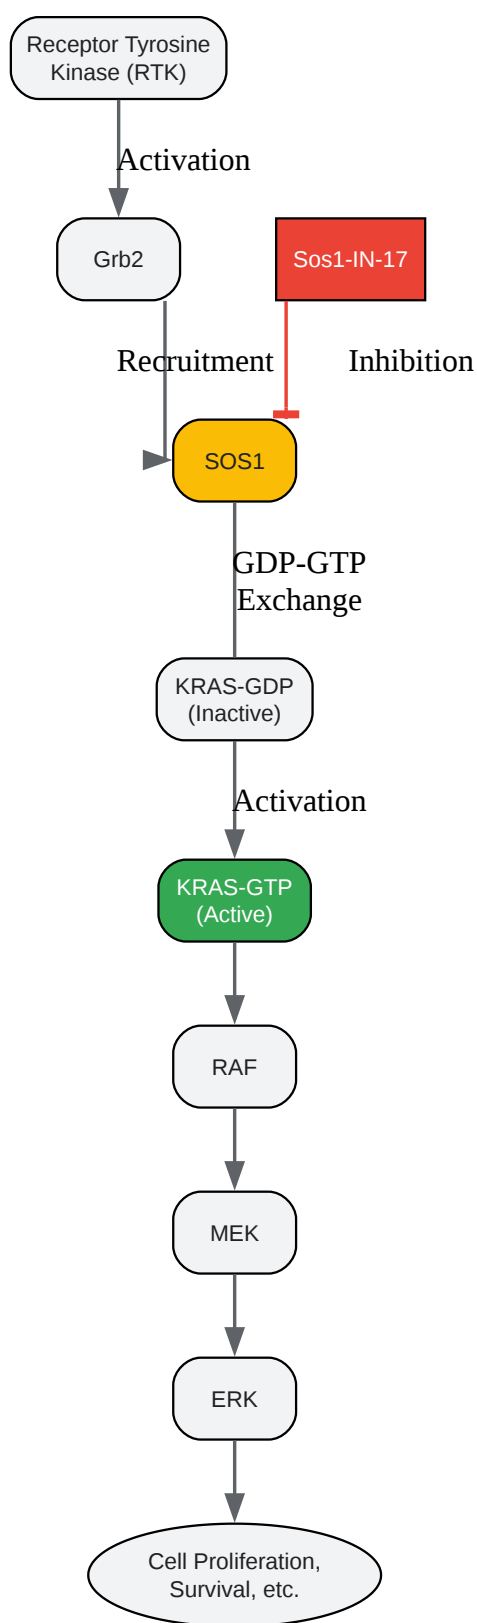 Receptor Tyrosine
Kinase (RTK)
Activation
Grb2
Sos1-IN-17
Recruitment
Inhibition
SOS1
GDP-GTP
Exchange
KRAS-GDP
(Inactive)
Activation
KRAS-GTP
(Active)
RAF
MEK
ERK
Cell Proliferation,
Survival, etc.